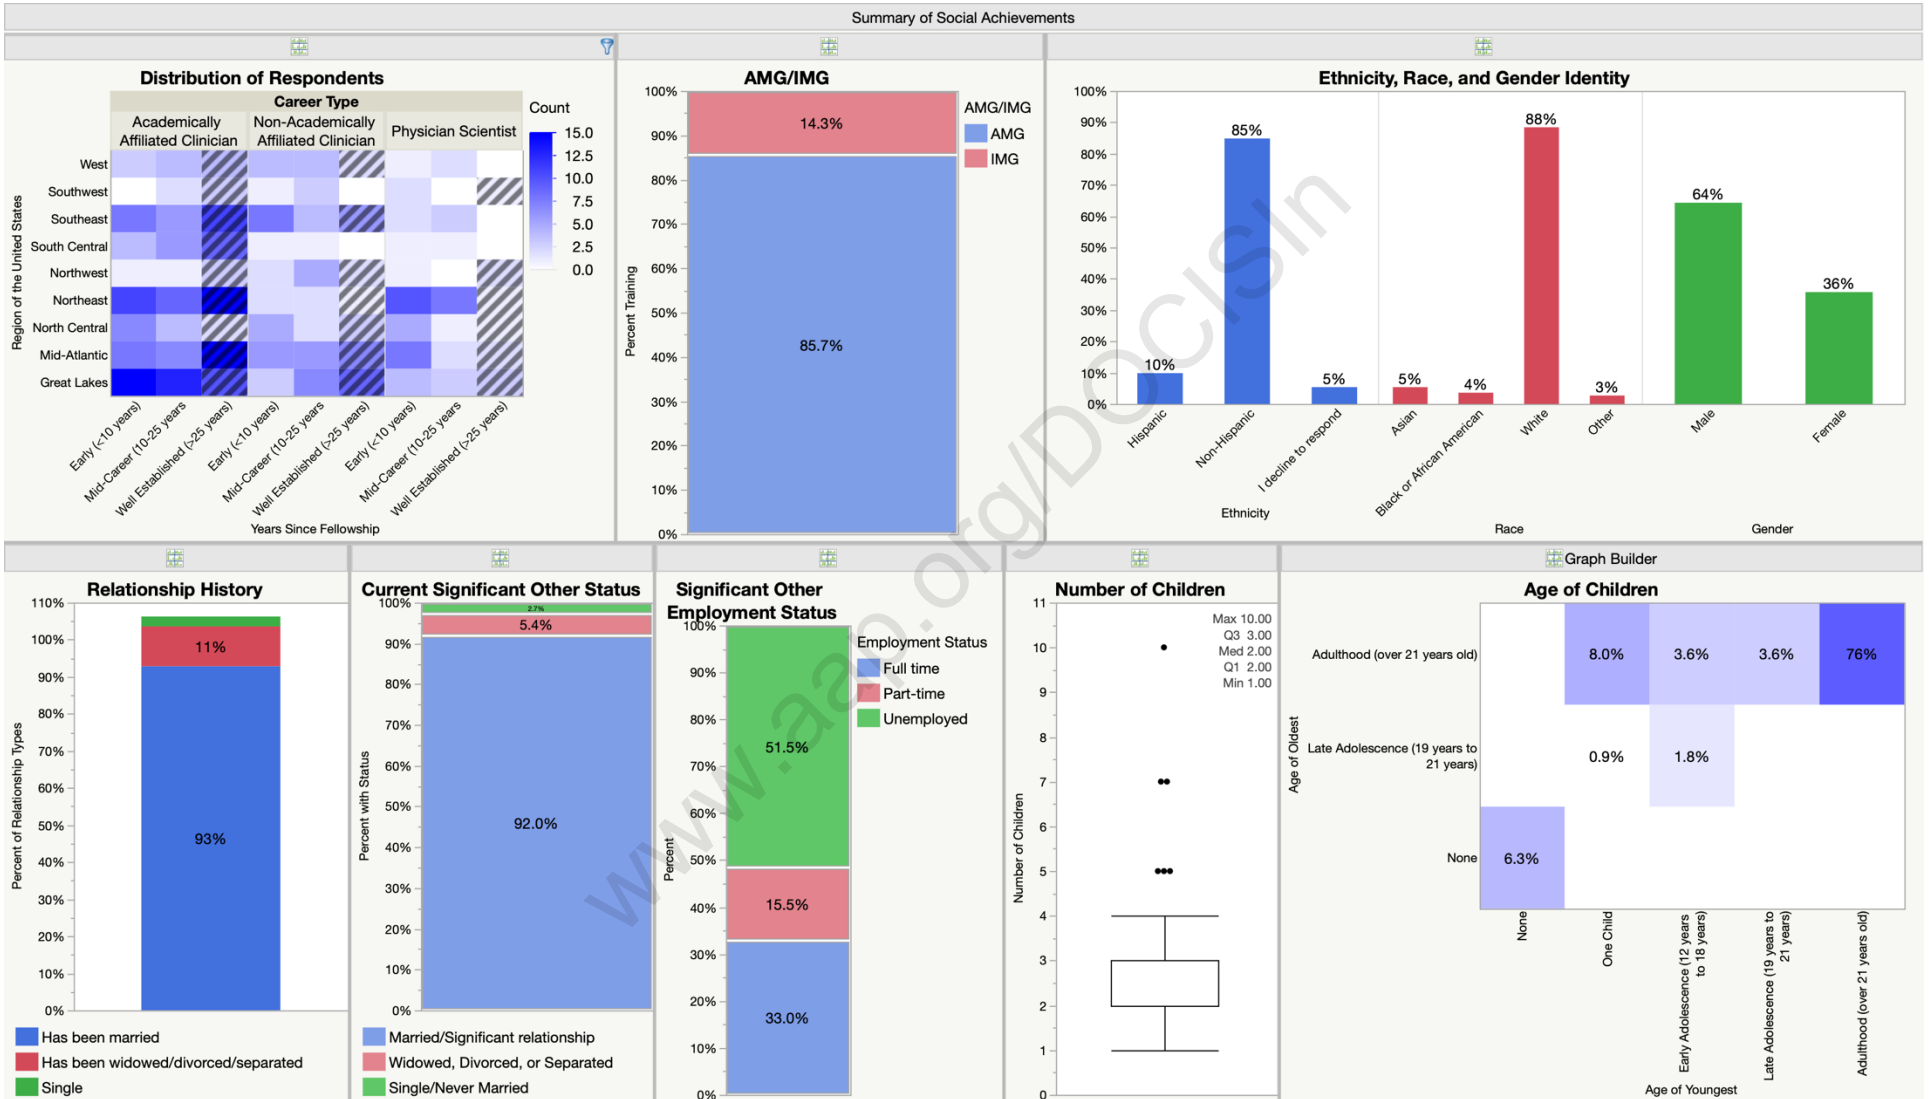 Summary of Social Achievements
Distribution of Respondents
Career Type
Academically
Affiliated Clinician
Non-Academically
Affiliated Clinician
Physician Scientist
Count
15.0
12.5
10.0
7.5
5.0
2.5
0.0
Region of the United States
West
Southwest
Southeast
South Central
Northwest
Northeast
North Central
Mid-Atlantic
Great Lakes
Early (<10 years)
Mid-Career (10-25 years
Well Established (>25 years)
Early (<10 years)
Mid-Career (10-25 years
Well Established (>25 years)
Early (<10 years)
Mid-Career (10-25 years
Well Established (>25 years)
Years Since Fellowship
AMG/IMG
Percent Training
100%
90%
80%
70%
60%
50%
40%
30%
20%
10%
0%
14.3%
85.7%
AMG/IMG
AMG
IMG
Ethnicity, Race, and Gender Identity
100%
90%
80%
70%
60%
50%
40%
30%
20%
10%
0%
10%
85%
5%
5%
4%
88%
3%
64%
36%
Hispanic
Non-Hispanic
I decline to respond
Asian
Black or African American
White
Other
Male
Female
Ethnicity
Race
Gender
Relationship History
Percent of Relationship Types
110%
100%
90%
80%
70%
60%
50%
40%
30%
20%
10%
0%
11%
93%
Has been married
Has been widowed/divorced/separated
Single
Current Significant Other Status
Percent with Status
100%
90%
80%
70%
60%
50%
40%
30%
20%
10%
0%
2.7%
5.4%
92.0%
Married/Significant relationship
Widowed, Divorced, or Separated
Single/Never Married
Significant Other
Employment Status
Percent
100%
90%
80%
70%
60%
50%
40%
30%
20%
10%
0%
51.5%
15.5%
33.0%
Employment Status
Full time
Part-time
Unemployed
Number of Children
Number of Children
11
10
9
8
7
6
5
4
3
2
1
0
Max 10.00
Q3 3.00
Med 2.00
Q1 2.00
Min 1.00
Graph Builder
Age of Children
Age of Oldest
Adulthood (over 21 years old)
Late Adolescence (19 years to
21 years)
None
8.0%
3.6%
3.6%
76%
0.9%
1.8%
6.3%
None
One Child
Early Adolescence (12 years
to 18 years)
Late Adolescence (19 years to
21 years)
Adulthood (over 21 years old)
Age of Youngest
www.aap.org/DOCISIn